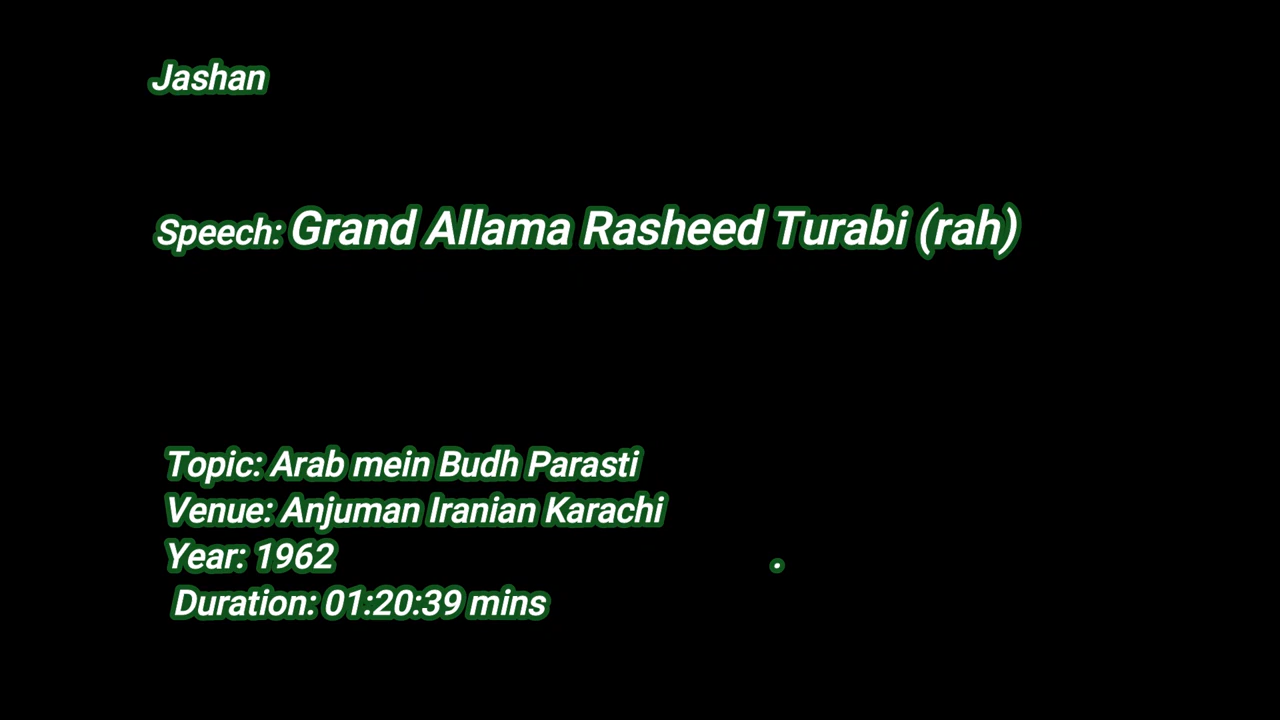 Jashan
Speech: Grand Allama Rasheed Turabi (rah)
Topic: Arab mein Budh Parasti
Venue: Anjuman Iranian Karachi
Year: 1962 .
Duration: 01:20:39 mins